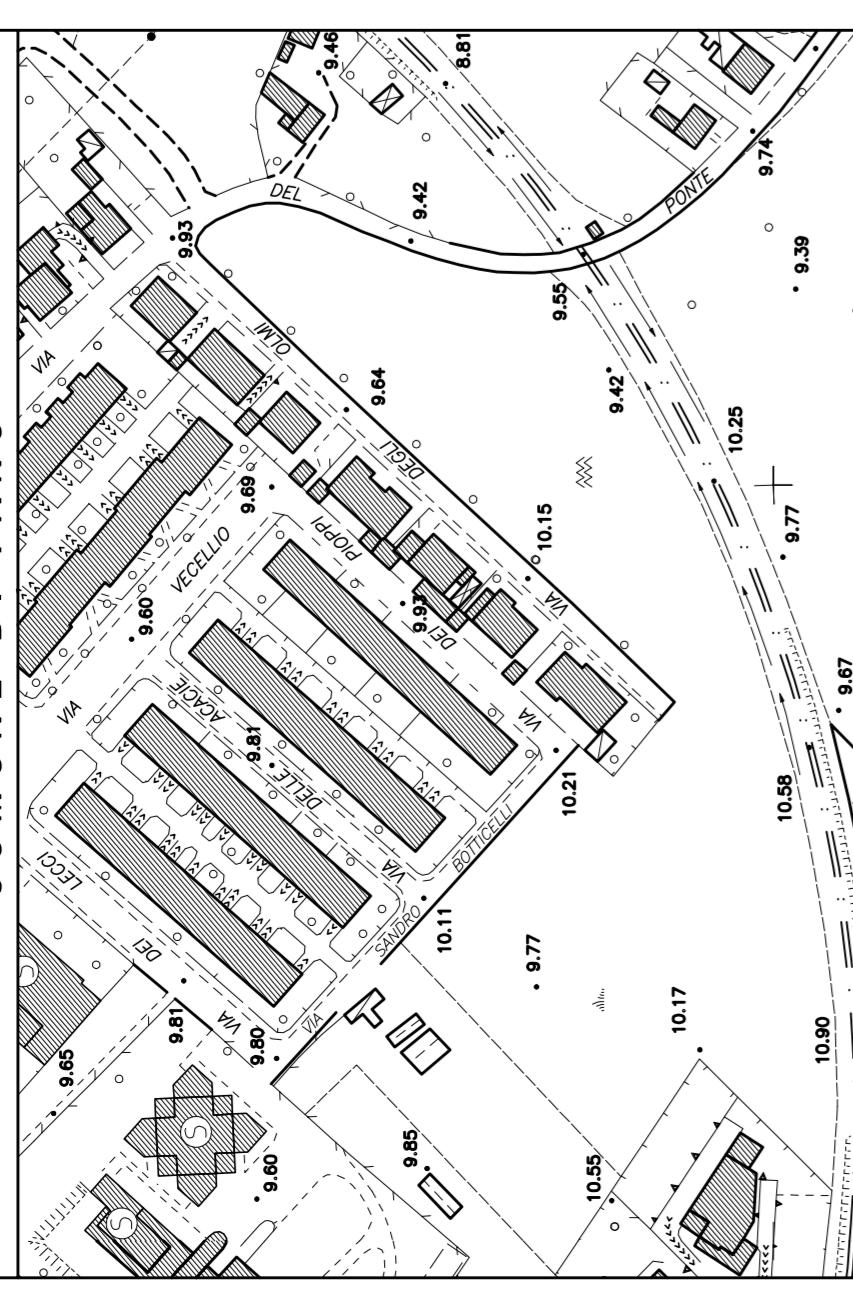 9.46
8.81
9.74
9.93
DEL
9.42
PONTE
9.39
9.55
VIA
OLMI
9.64
9.42
10.25
9.69
DEGLI
PIOPPI
VECELLIO
9.60
10.15
9.77
9.93
DEI
VIA
VIA
ACACIE
9.81
DELLE
VIA
10.21
9.67
10.58
LECCI
VIA
BOTTICELLI
SANDRO
10.11
DEI
9.77
9.81
VIA
VIA
9.80
10.17
10.90
9.65
S
S
9.60
9.85
10.55
S